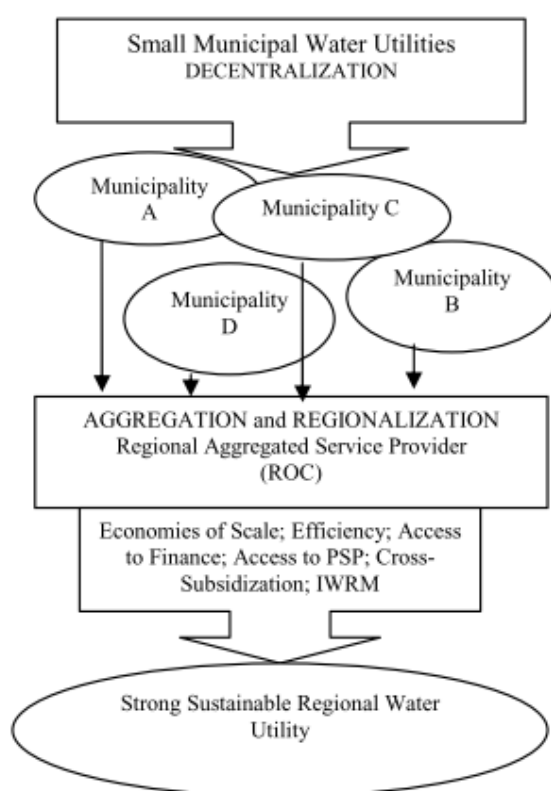 Small Municipal Water Utilities
DECENTRALIZATION
Municipality
A
Municipality C
Municipality
B
Municipality
D
AGGREGATION and REGIONALIZATION
Regional Aggregated Service Provider
(ROC)
Economies of Scale; Efficiency; Access
to Finance; Access to PSP; Cross-
Subsidization; IWRM
Strong Sustainable Regional Water
Utility